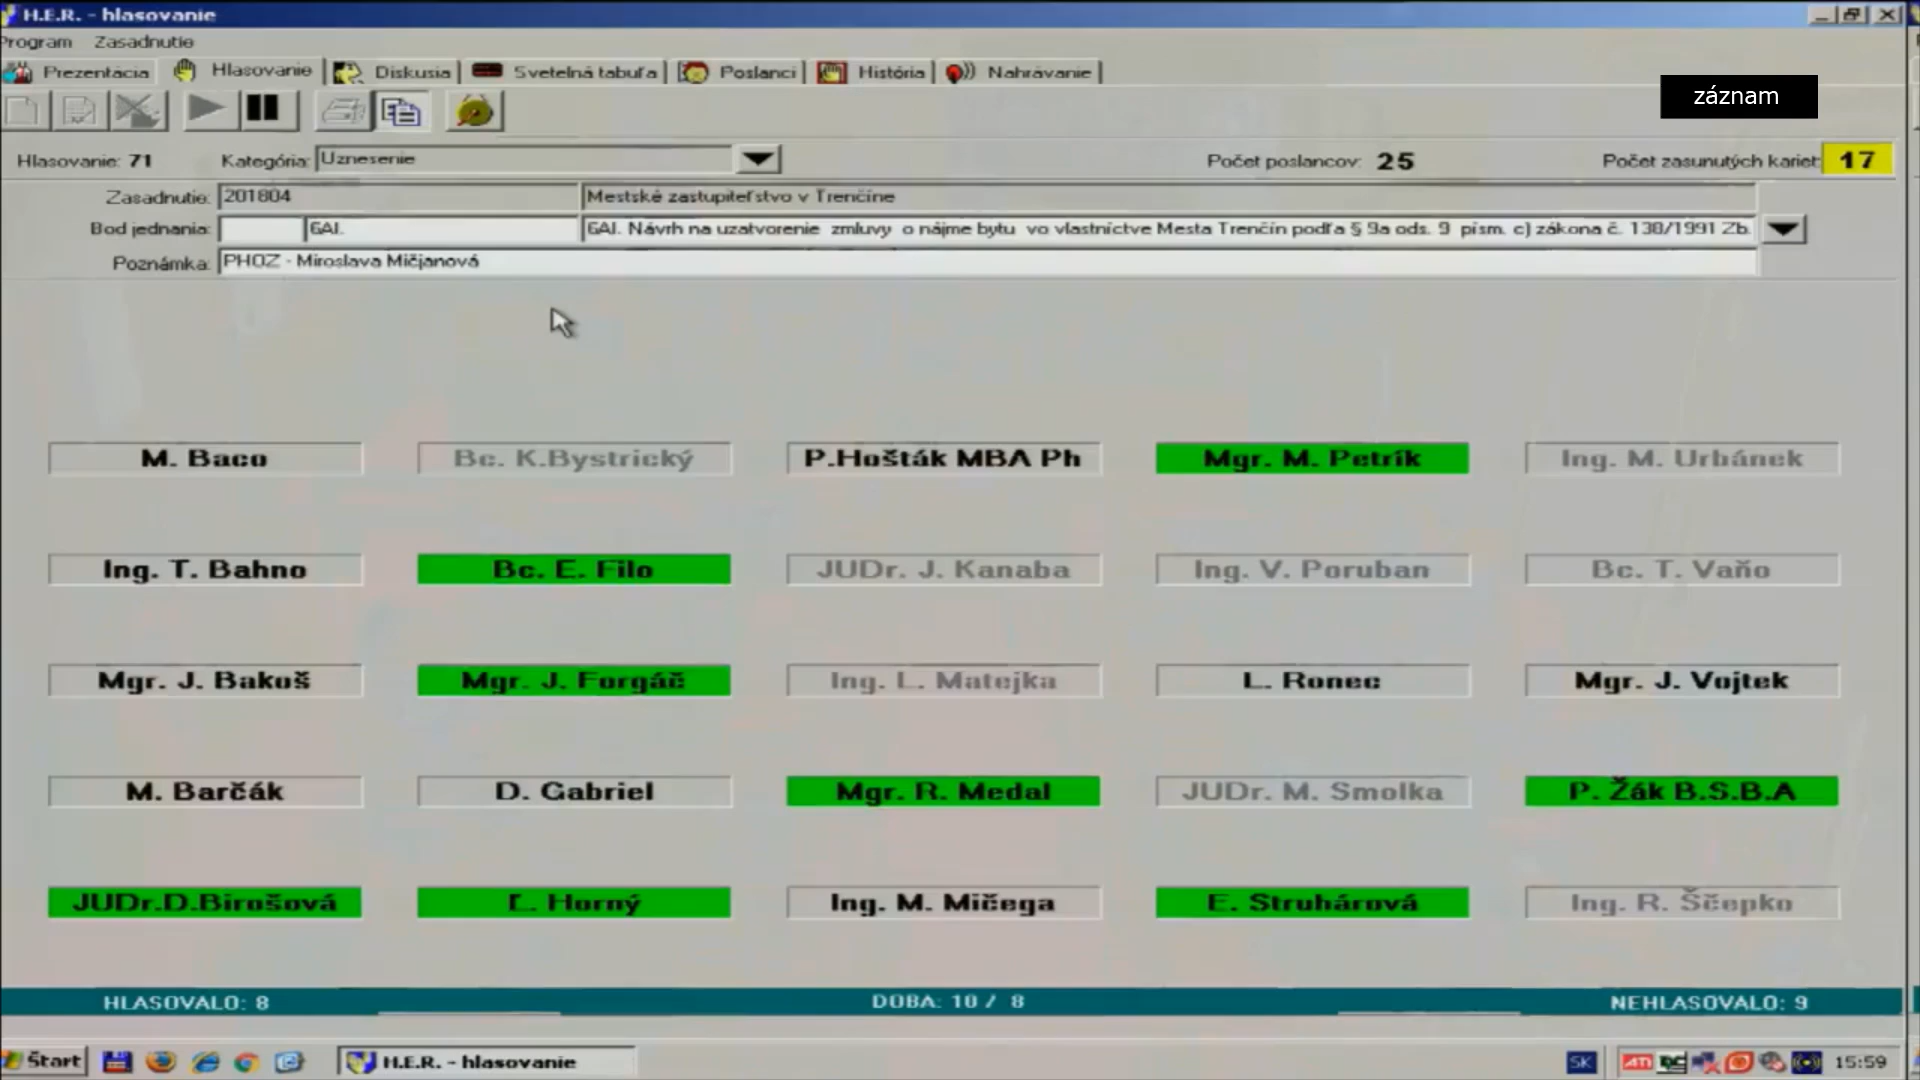 H.E.R. - hlasovanie
Program Zasadnutie
Prezentácia Hlasovanie Diskusia Svetelná tabuľa Poslanci História Nahrávanie
záznam
Hlasovanie: 71 Kategória: Uznesenie Počet poslancov: 25 Počet zasunutých kariet: 17
Zasadnutie: 201804 Mestské zastupiteľstvo v Trenčíne
Bod jednania: 6AI. 6AI. Návrh na uzatvorenie zmluvy o nájme bytu vo vlastníctve Mesta Trenčín podľa § 9a ods. 9 písm. c) zákona č. 138/1991 Zb.
Poznámka: PHOZ - Miroslava Mičjanová
M. Baco Bc. K.Bystrický P.Hošták MBA Ph Mgr. M. Petrík Ing. M. Urbánek
Ing. T. Bahno Bc. E. Filo JUDr. J. Kanaba Ing. V. Poruban Bc. T. Vaňo
Mgr. J. Bakoš Mgr. J. Forgáč Ing. L. Matejka L. Ronec Mgr. J. Vojtek
M. Barčák D. Gabriel Mgr. R. Medal JUDr. M. Smolka P. Žák B.S.B.A
JUDr.D.Birošová Ľ. Horný Ing. M. Mičega E. Struhárová Ing. R. Ščepko
HLASOVALO: 8 DOBA: 10 / 8 NEHLASOVALO: 9
Štart H.E.R. - hlasovanie SK ATI 15:59